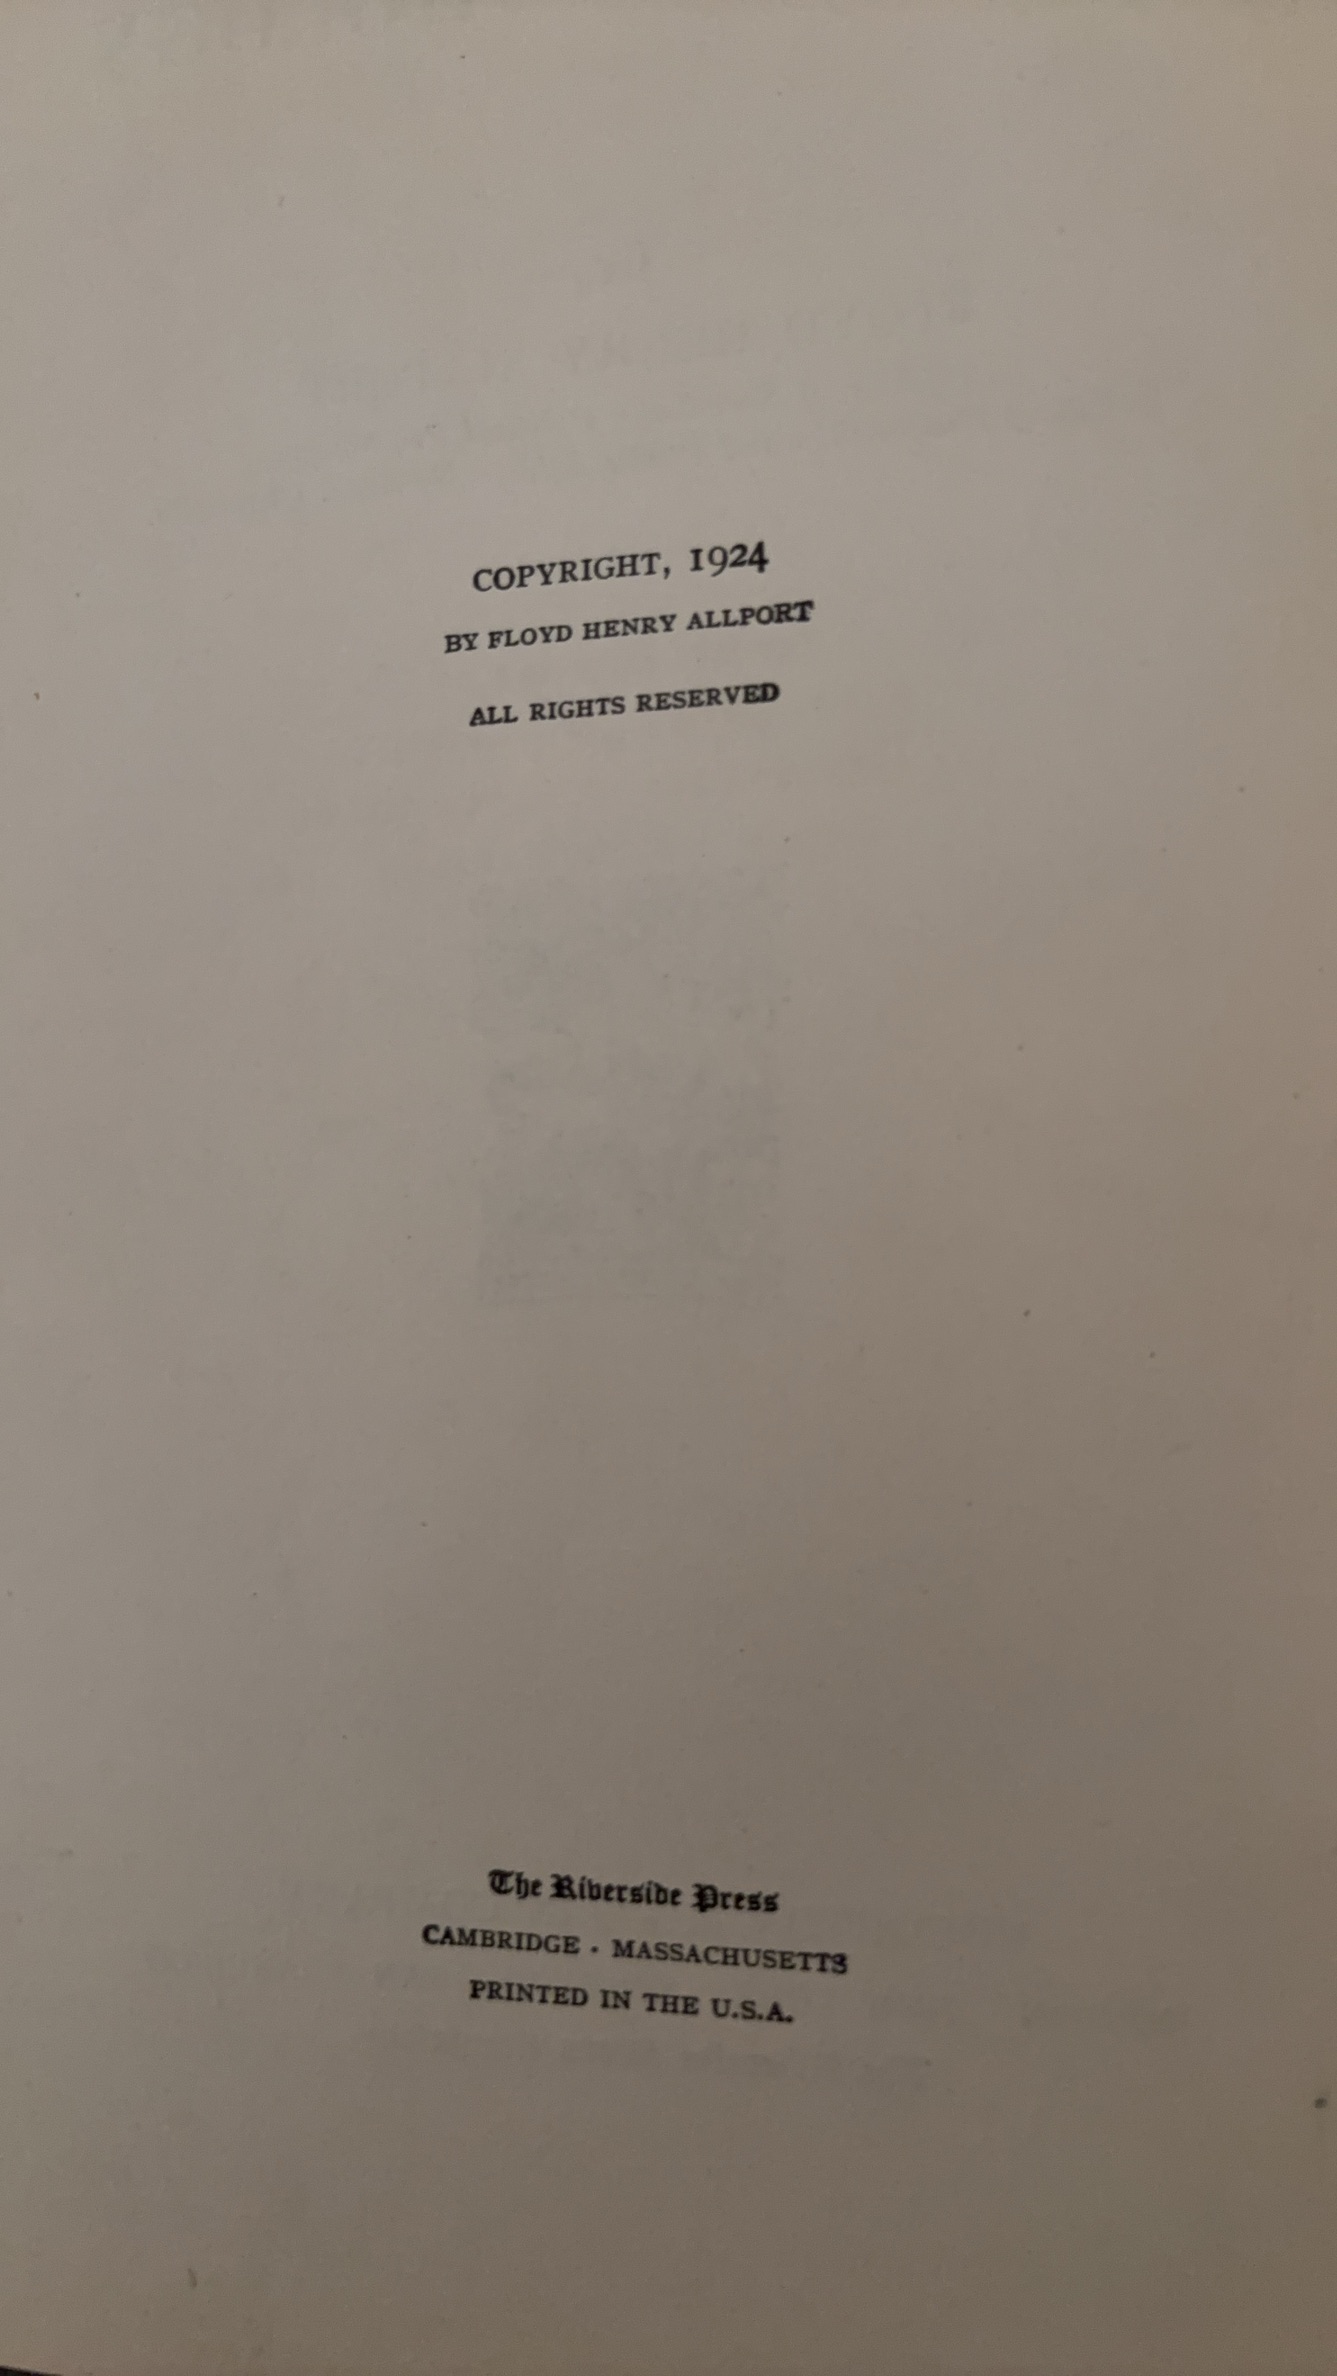 COPYRIGHT, 1924
BY FLOYD HENRY ALLPORT
ALL RIGHTS RESERVED
The Riverside Press
CAMBRIDGE . MASSACHUSETTS
PRINTED IN THE U.S.A.